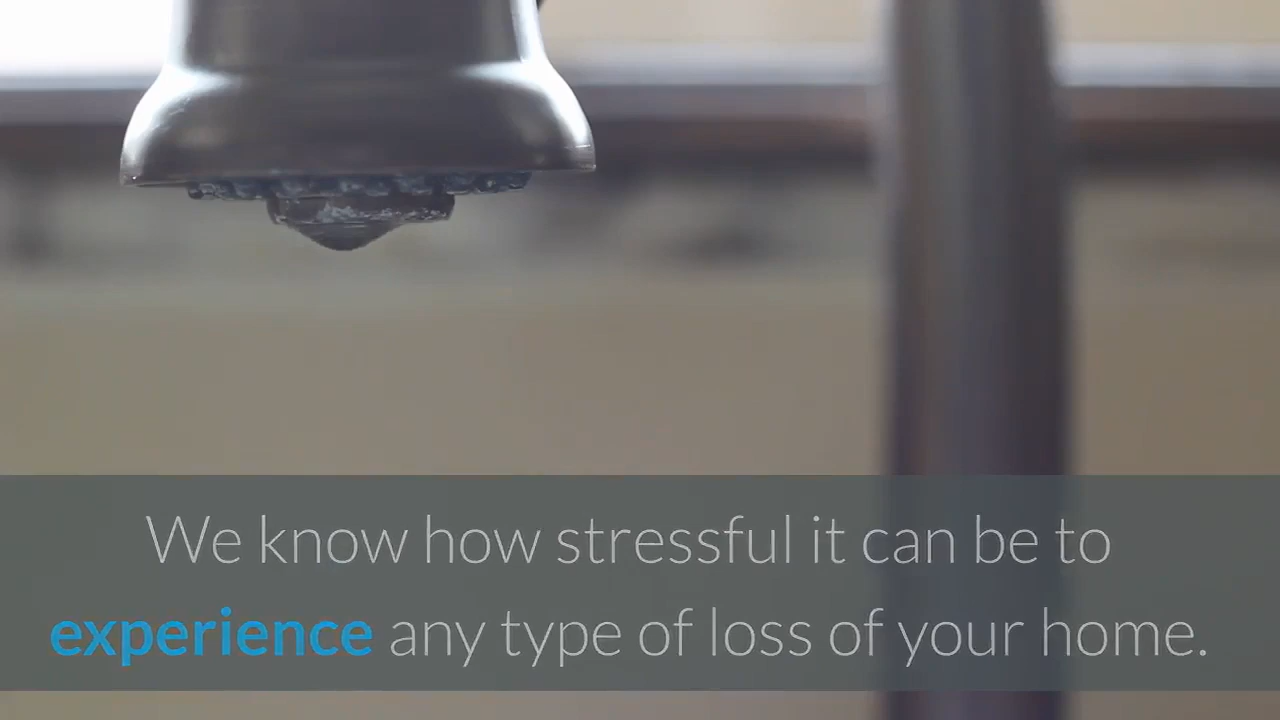 We know how stressful it can be to
experience any type of loss of your home.